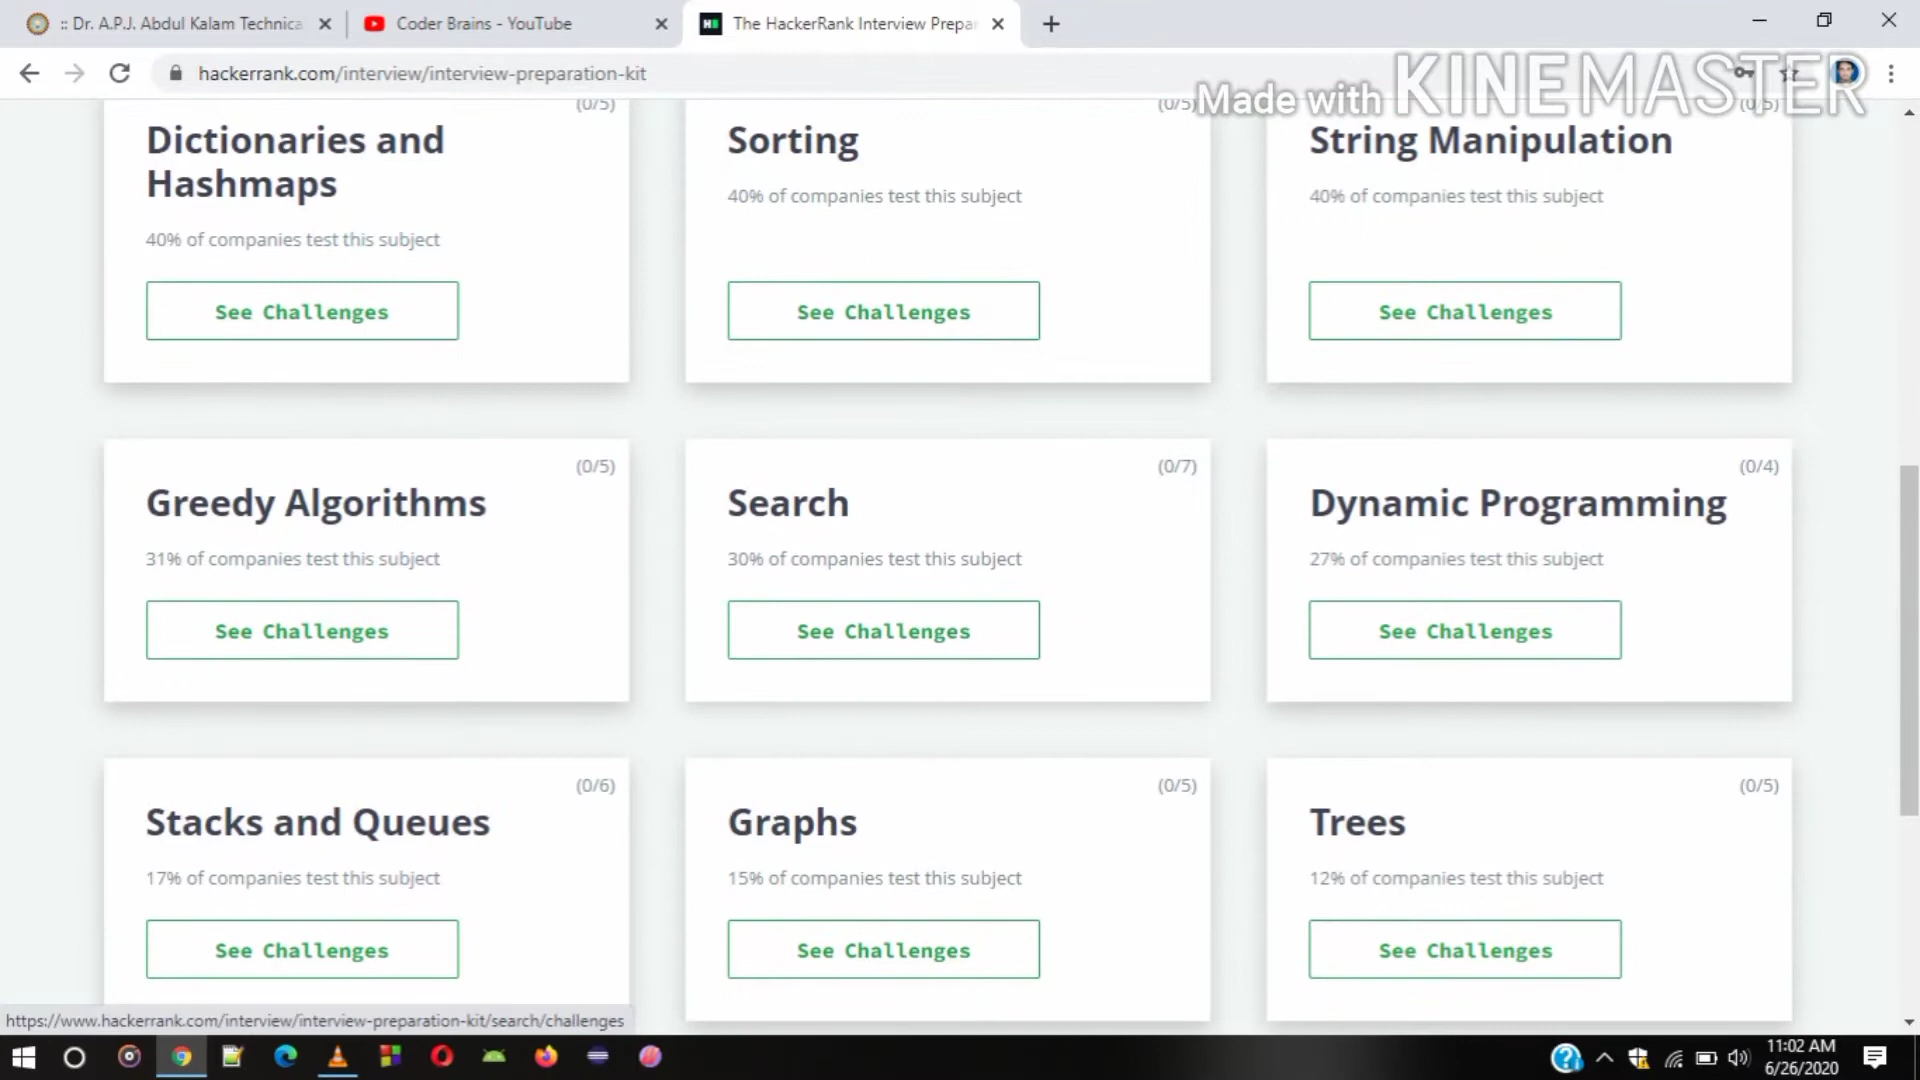 :: Dr. A.P.J. Abdul Kalam Technica
Coder Brains - YouTube
The HackerRank Interview Prepar
hackerrank.com/interview/interview-preparation-kit
Made with KINEMASTER
(0/5)
(0/5)
(0/5)
Dictionaries and
Hashmaps
40% of companies test this subject
See Challenges
Sorting
40% of companies test this subject
See Challenges
String Manipulation
40% of companies test this subject
See Challenges
(0/5)
Greedy Algorithms
31% of companies test this subject
See Challenges
(0/7)
Search
30% of companies test this subject
See Challenges
(0/4)
Dynamic Programming
27% of companies test this subject
See Challenges
(0/6)
Stacks and Queues
17% of companies test this subject
See Challenges
(0/5)
Graphs
15% of companies test this subject
See Challenges
(0/5)
Trees
12% of companies test this subject
See Challenges
https://www.hackerrank.com/interview/interview-preparation-kit/search/challenges
11:02 AM
6/26/2020